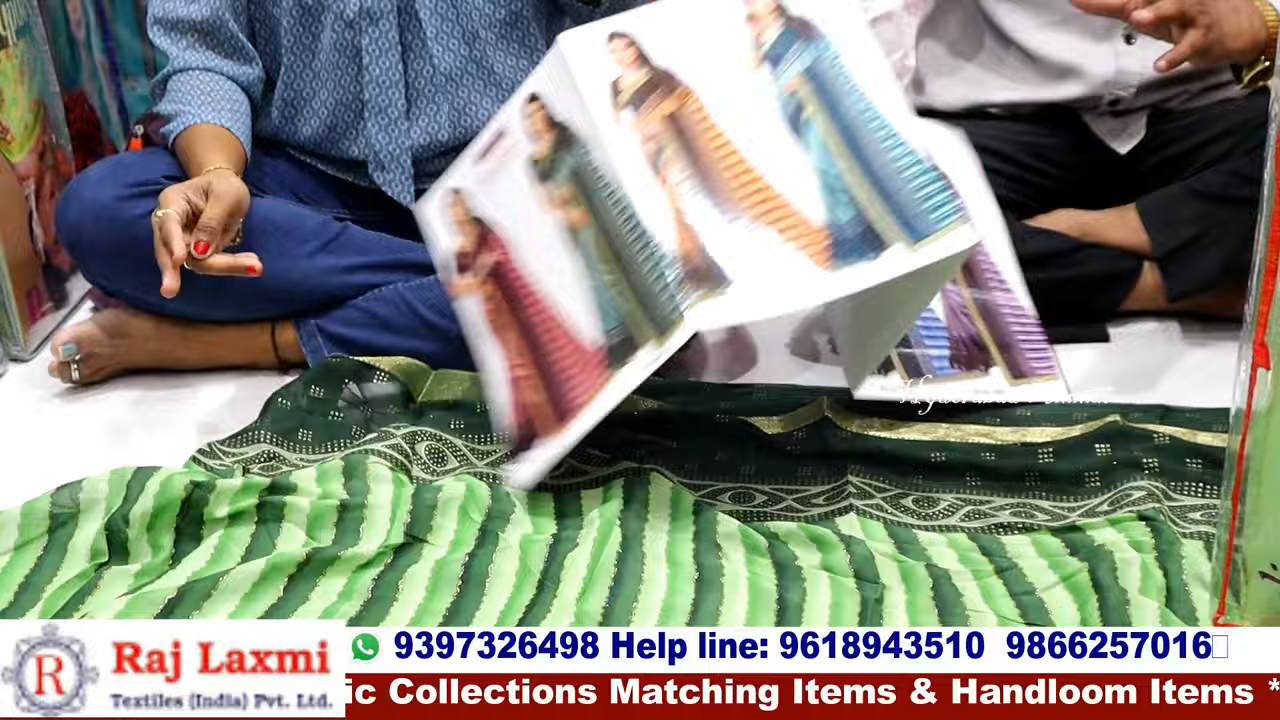 9397326498 Help line: 9618943510 9866257016
R
Raj Laxmi
Textiles (India) Pvt. Ltd.
ic Collections Matching Items & Handloom Items *